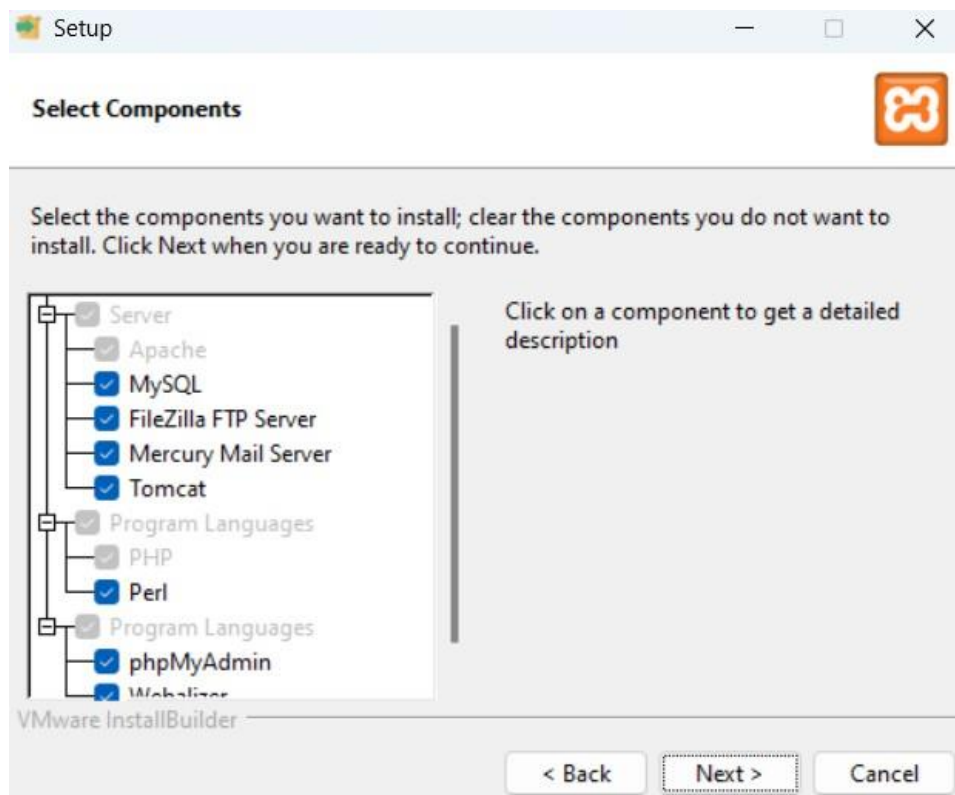 Setup
Select Components
Select the components you want to install; clear the components you do not want to
install. Click Next when you are ready to continue.
Server
Apache
MySQL
FileZilla FTP Server
Mercury Mail Server
Tomcat
Program Languages
PHP
Perl
Program Languages
phpMyAdmin
Webalizer
Click on a component to get a detailed
description
VMware InstallBuilder
< Back
Next >
Cancel